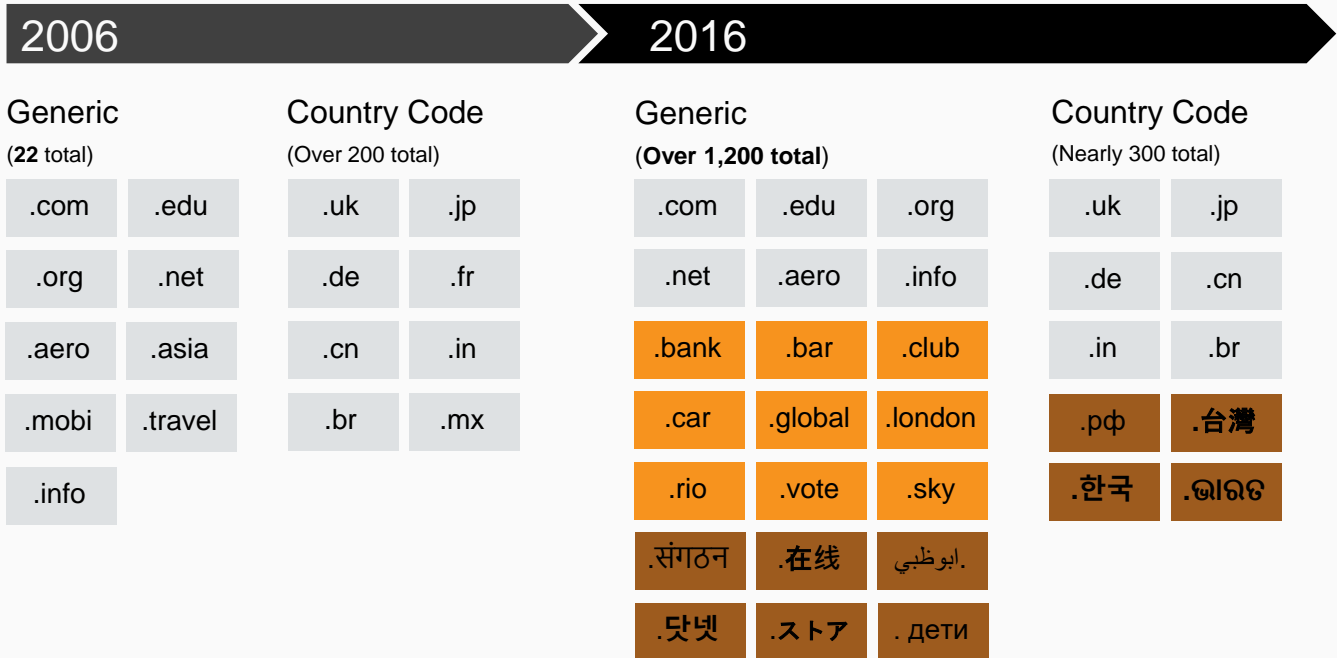 2006
2016
Generic
(22 total)
.com .edu
.org .net
.aero .asia
.mobi .travel
.info
Country Code
(Over 200 total)
.uk .jp
.de .fr
.cn .in
.br .mx
Generic
(Over 1,200 total)
.com .edu .org
.net .aero .info
.bank .bar .club
.car .global .london
.rio .vote .sky
.संगठन .在线 .ابوظبي
.닷넷 .ストア . дети
Country Code
(Nearly 300 total)
.uk .jp
.de .cn
.in .br
.рф .台灣
.한국 .ଭାରତ